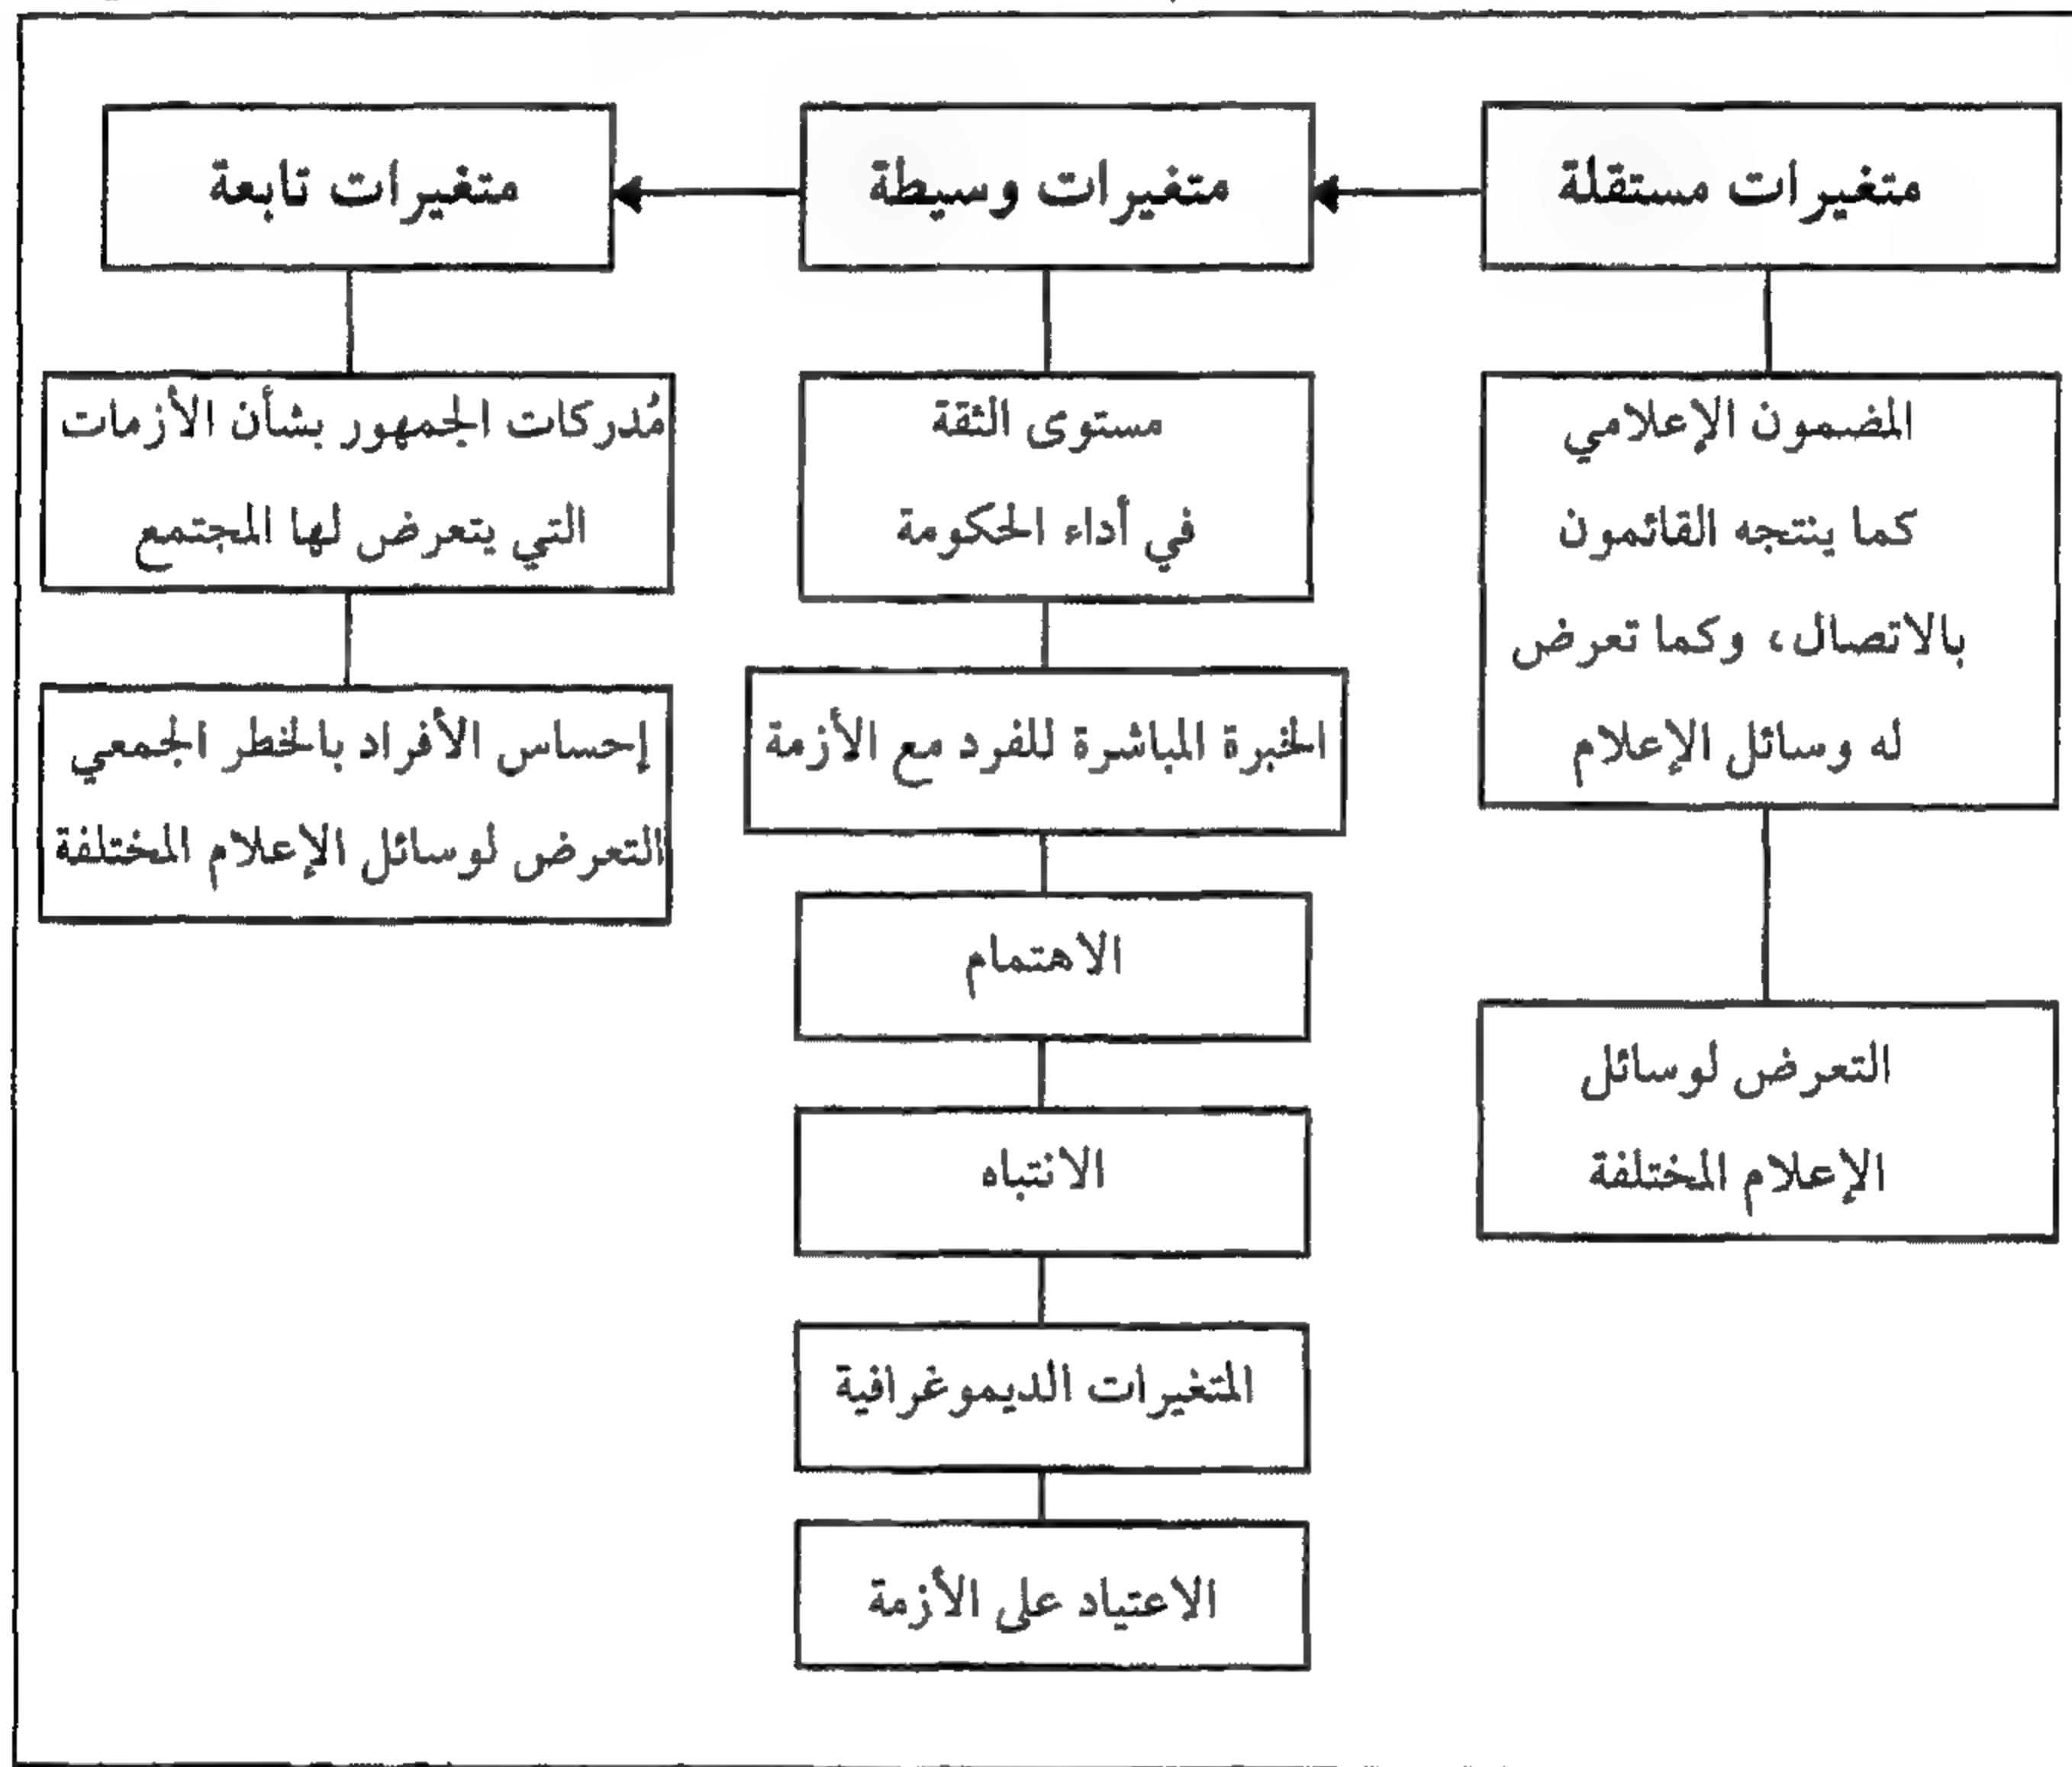 متغيرات مستقلة
متغيرات وسيطة
متغيرات تابعة
المضمون الإعلامي
كما ينتجه القائمون
بالاتصال، وكما تعرض
له وسائل الإعلام
التعرض لوسائل
الإعلام المختلفة
مستوى الثقة
في أداء الحكومة
الخبرة المباشرة للفرد مع الأزمة
الاهتمام
الانتباه
المتغيرات الديموغرافية
الاعتياد على الأزمة
مُدركات الجمهور بشأن الأزمات
التي يتعرض لها المجتمع
إحساس الأفراد بالخطر الجمعي
التعرض لوسائل الإعلام المختلفة